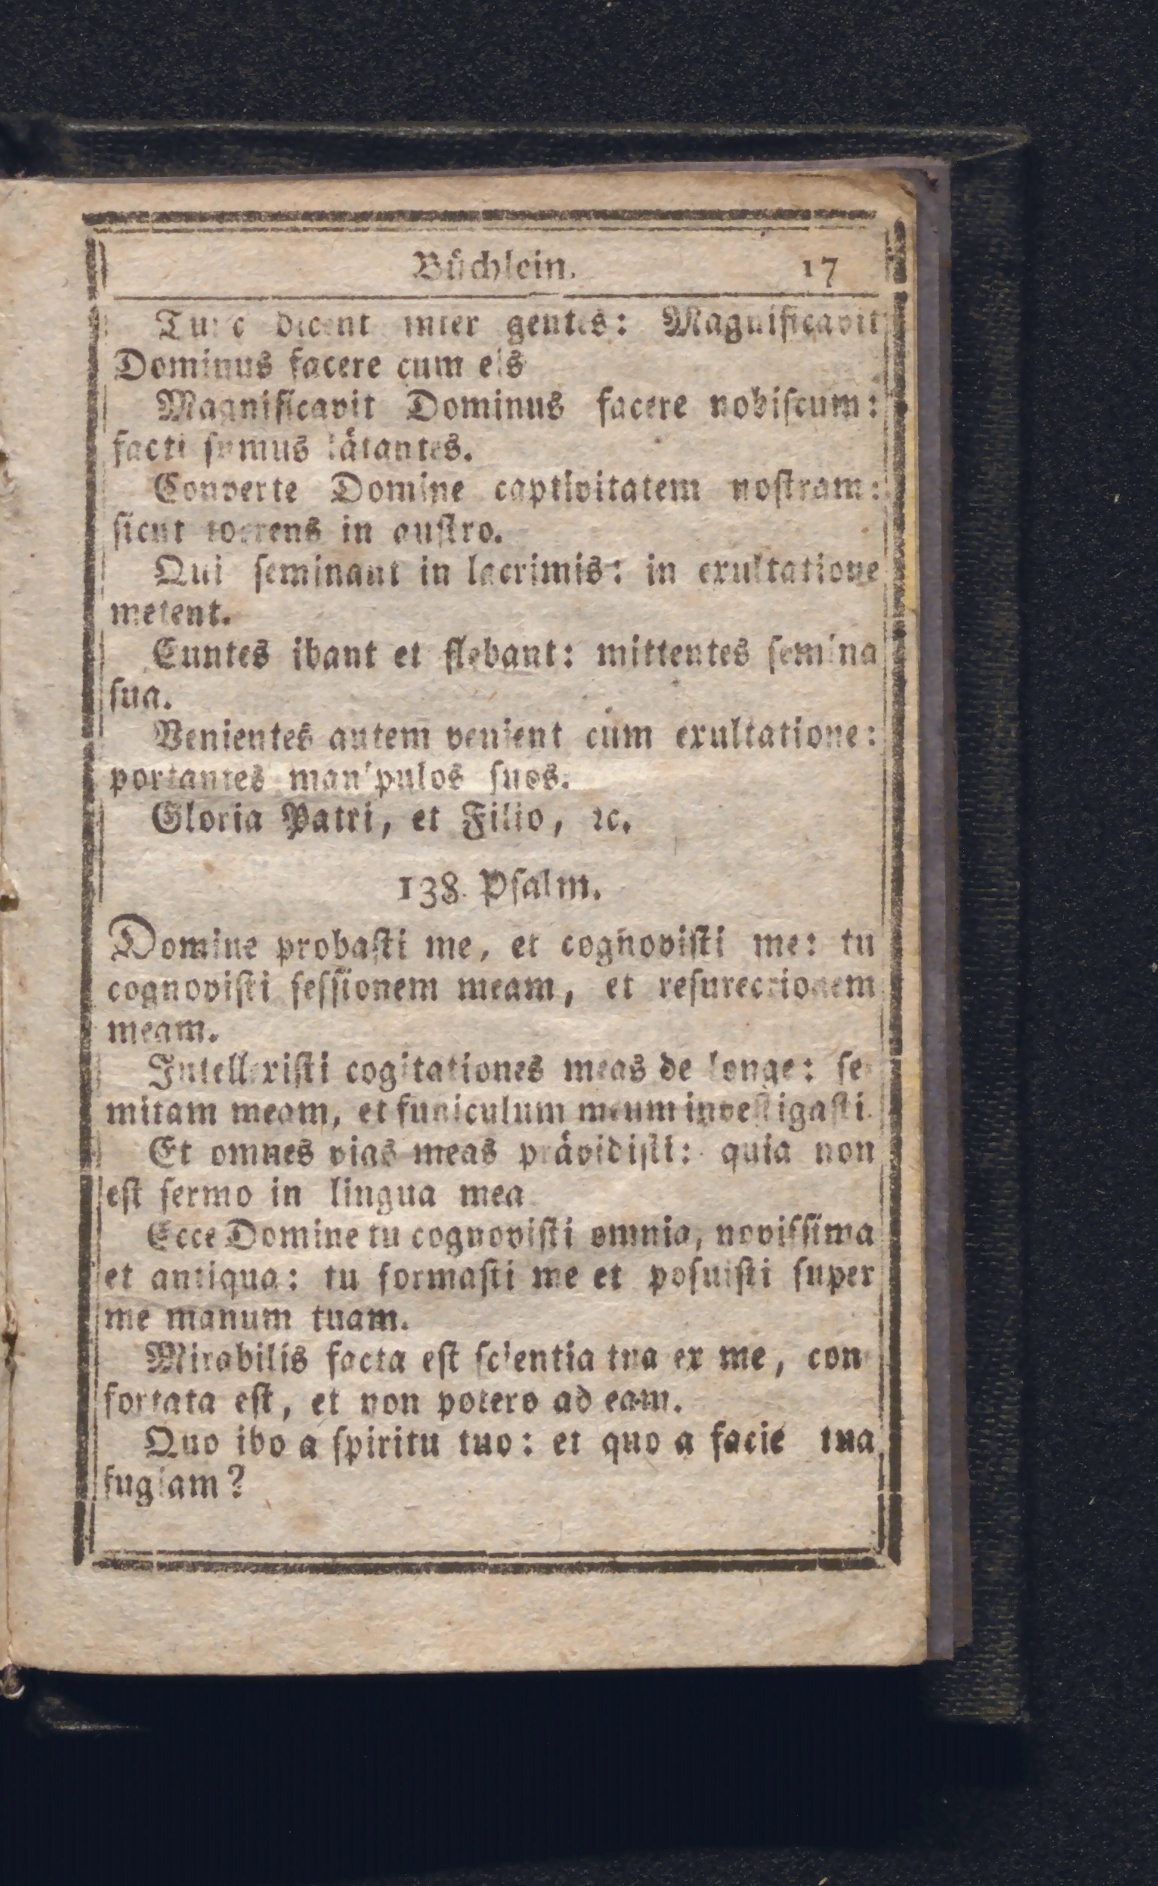 Büchlein. 17
Tunc dicent inter gentes: Magnificavit
Dominus facere cum eis
Magnificavit Dominus facere nobiscum:
facti sumus lätantes.
Converte Domine captivitatem nostram:
sicut torrens in austro.
Qui seminant in lacrimis: in exultatione
metent.
Euntes ibant et flebant: mittentes semina
sua.
Venientes autem venient cum exultatione:
portantes manipulos suos.
Gloria Patri, et Filio, ꝛc.
138. Psalm.
Domine probasti me, et cognovisti me: tu
cognovisti sessionem meam, et resurectionem
meam.
Intellexisti cogitationes meas de longe: se
mitam meam, et funiculum meum investigasti.
Et omnes vias meas prävidisti: quia non
est sermo in lingua mea
Ecce Domine tu cognovisti omnia, novissima
et antiqua: tu formasti me et posuisti super
me manum tuam.
Mirabilis facta est scientia tua ex me, con
fortata est, et non potero ad eam.
Quo ibo a spiritu tuo: et quo a facie tua
fugiam?